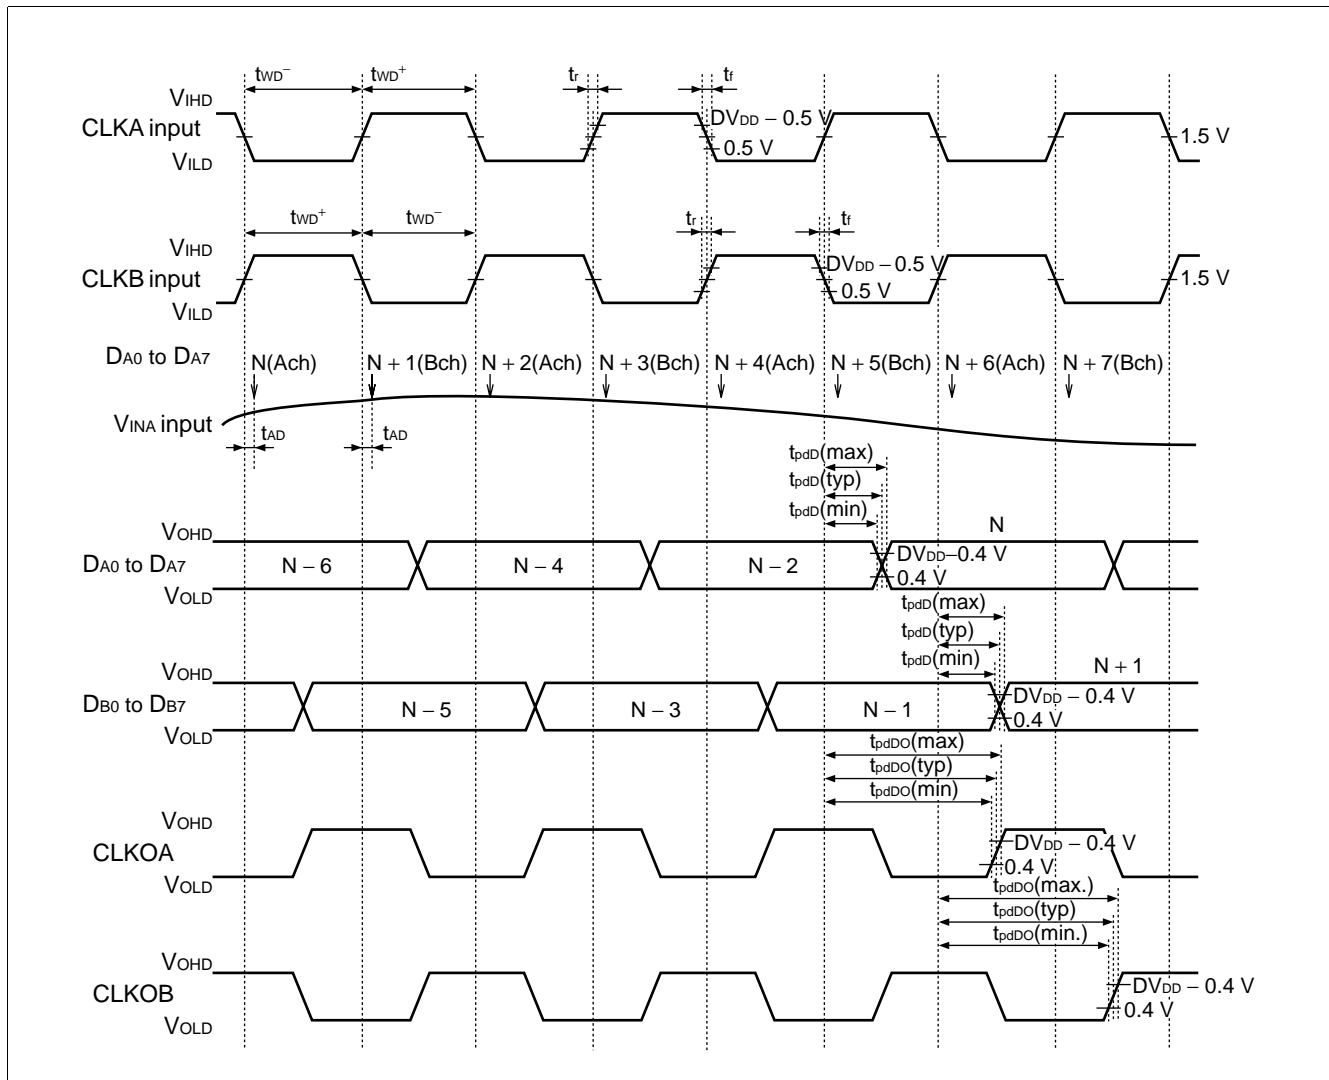 tWD− tWD+ tr tf
VIHD
CLKA input
VILD
DVDD − 0.5 V
0.5 V
1.5 V
tWD+ tWD− tr tf
VIHD
CLKB input
VILD
DVDD − 0.5 V
0.5 V
1.5 V
DA0 to DA7
N(Ach) N + 1(Bch) N + 2(Ach) N + 3(Bch) N + 4(Ach) N + 5(Bch) N + 6(Ach) N + 7(Bch)
VINA input
tAD tAD
tpdD(max)
tpdD(typ)
tpdD(min)
VOHD
DA0 to DA7
VOLD
N − 6 N − 4 N − 2 N
DVDD−0.4 V
0.4 V
tpdD(max)
tpdD(typ)
tpdD(min)
VOHD
DB0 to DB7
VOLD
N − 5 N − 3 N − 1 N + 1
DVDD − 0.4 V
0.4 V
tpdDO(max)
tpdDO(typ)
tpdDO(min)
VOHD
CLKOA
VOLD
DVDD − 0.4 V
0.4 V
tpdDO(max.)
tpdDO(typ)
tpdDO(min.)
VOHD
CLKOB
VOLD
DVDD − 0.4 V
0.4 V